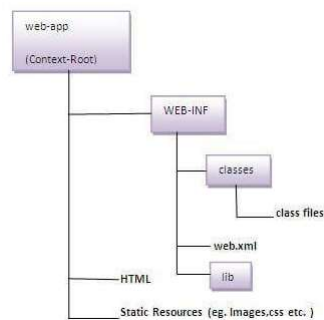 web-app
(Context-Root)
WEB-INF
classes
class files
web.xml
lib
HTML
Static Resources (eg. Images,css etc. )